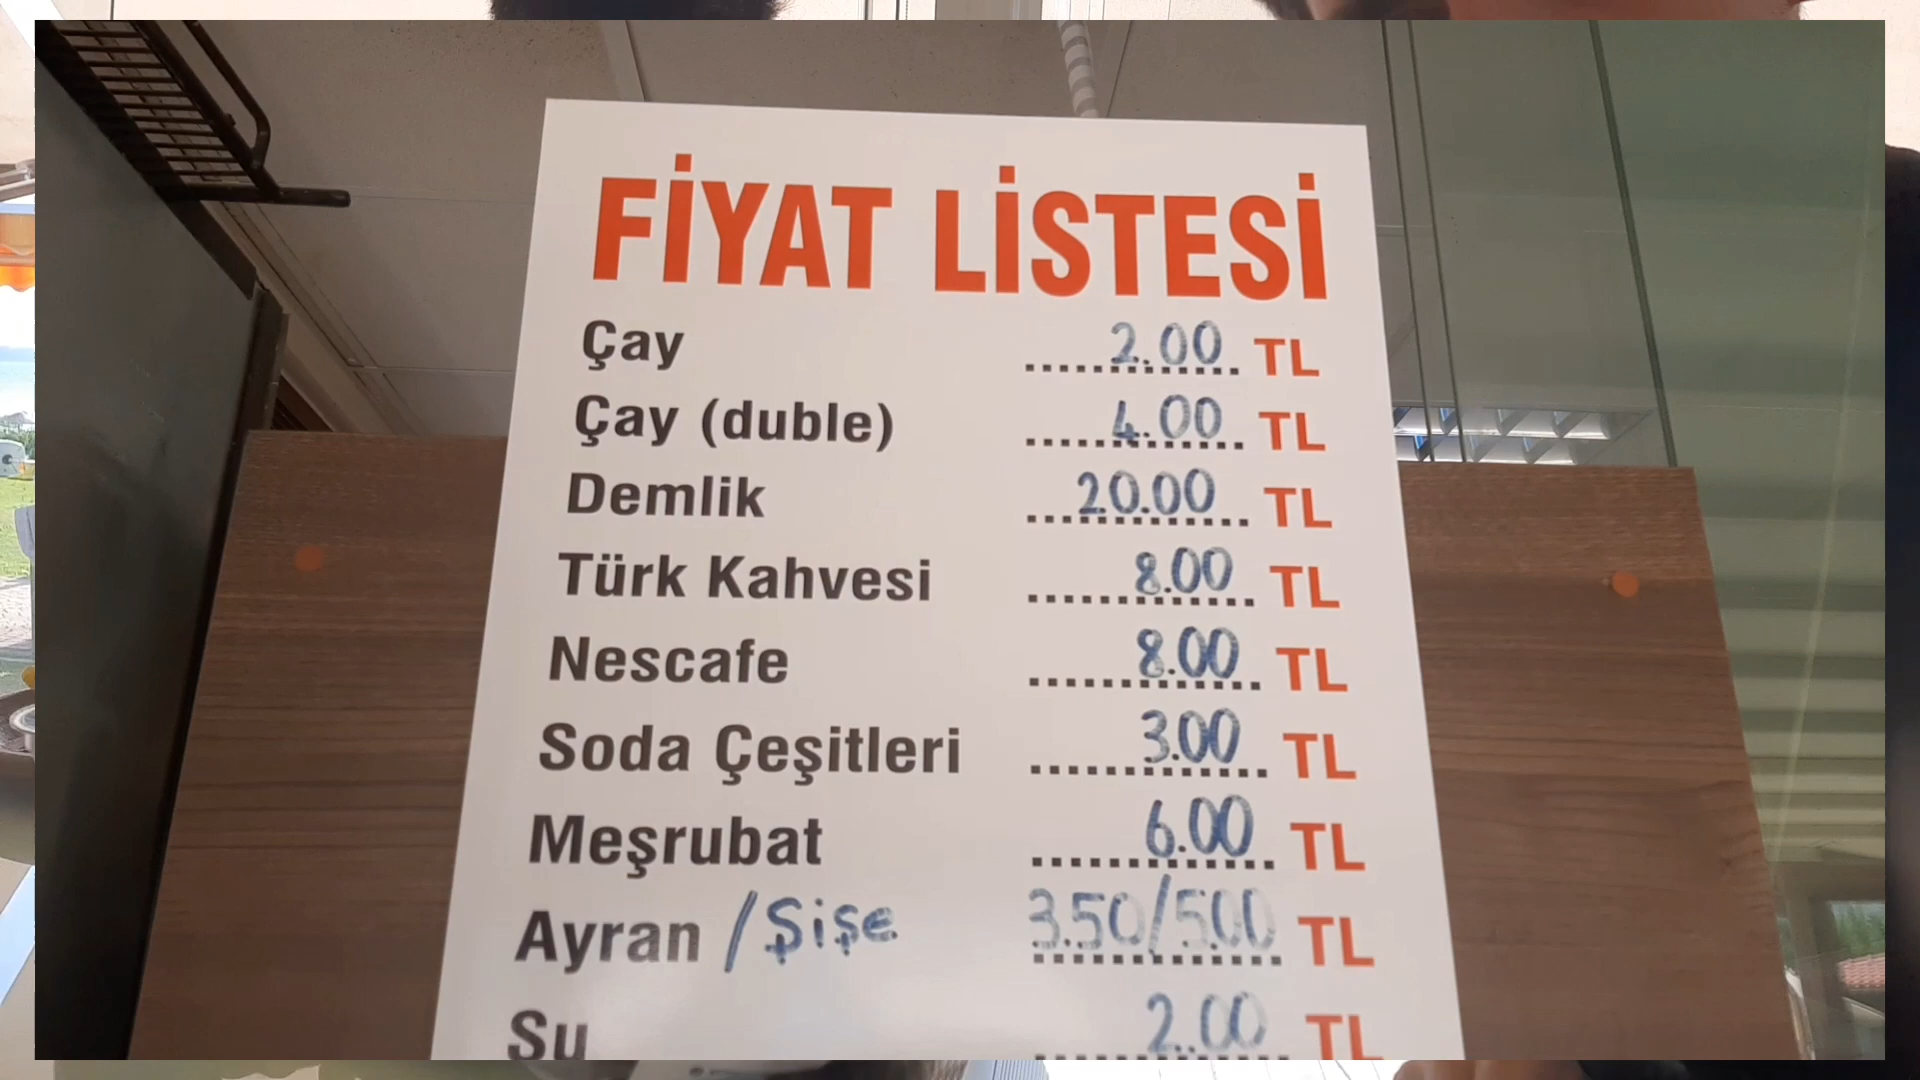 FİYAT LİSTESİ
Çay ............ 2.00 TL
Çay (duble) ............ 4.00 TL
Demlik ............ 20.00 TL
Türk Kahvesi ............ 8.00 TL
Nescafe ............ 8.00 TL
Soda Çeşitleri ............ 3.00 TL
Meşrubat ............ 6.00 TL
Ayran /Şişe ............ 3.50/5.00 TL
Su ............ 2.00 TL